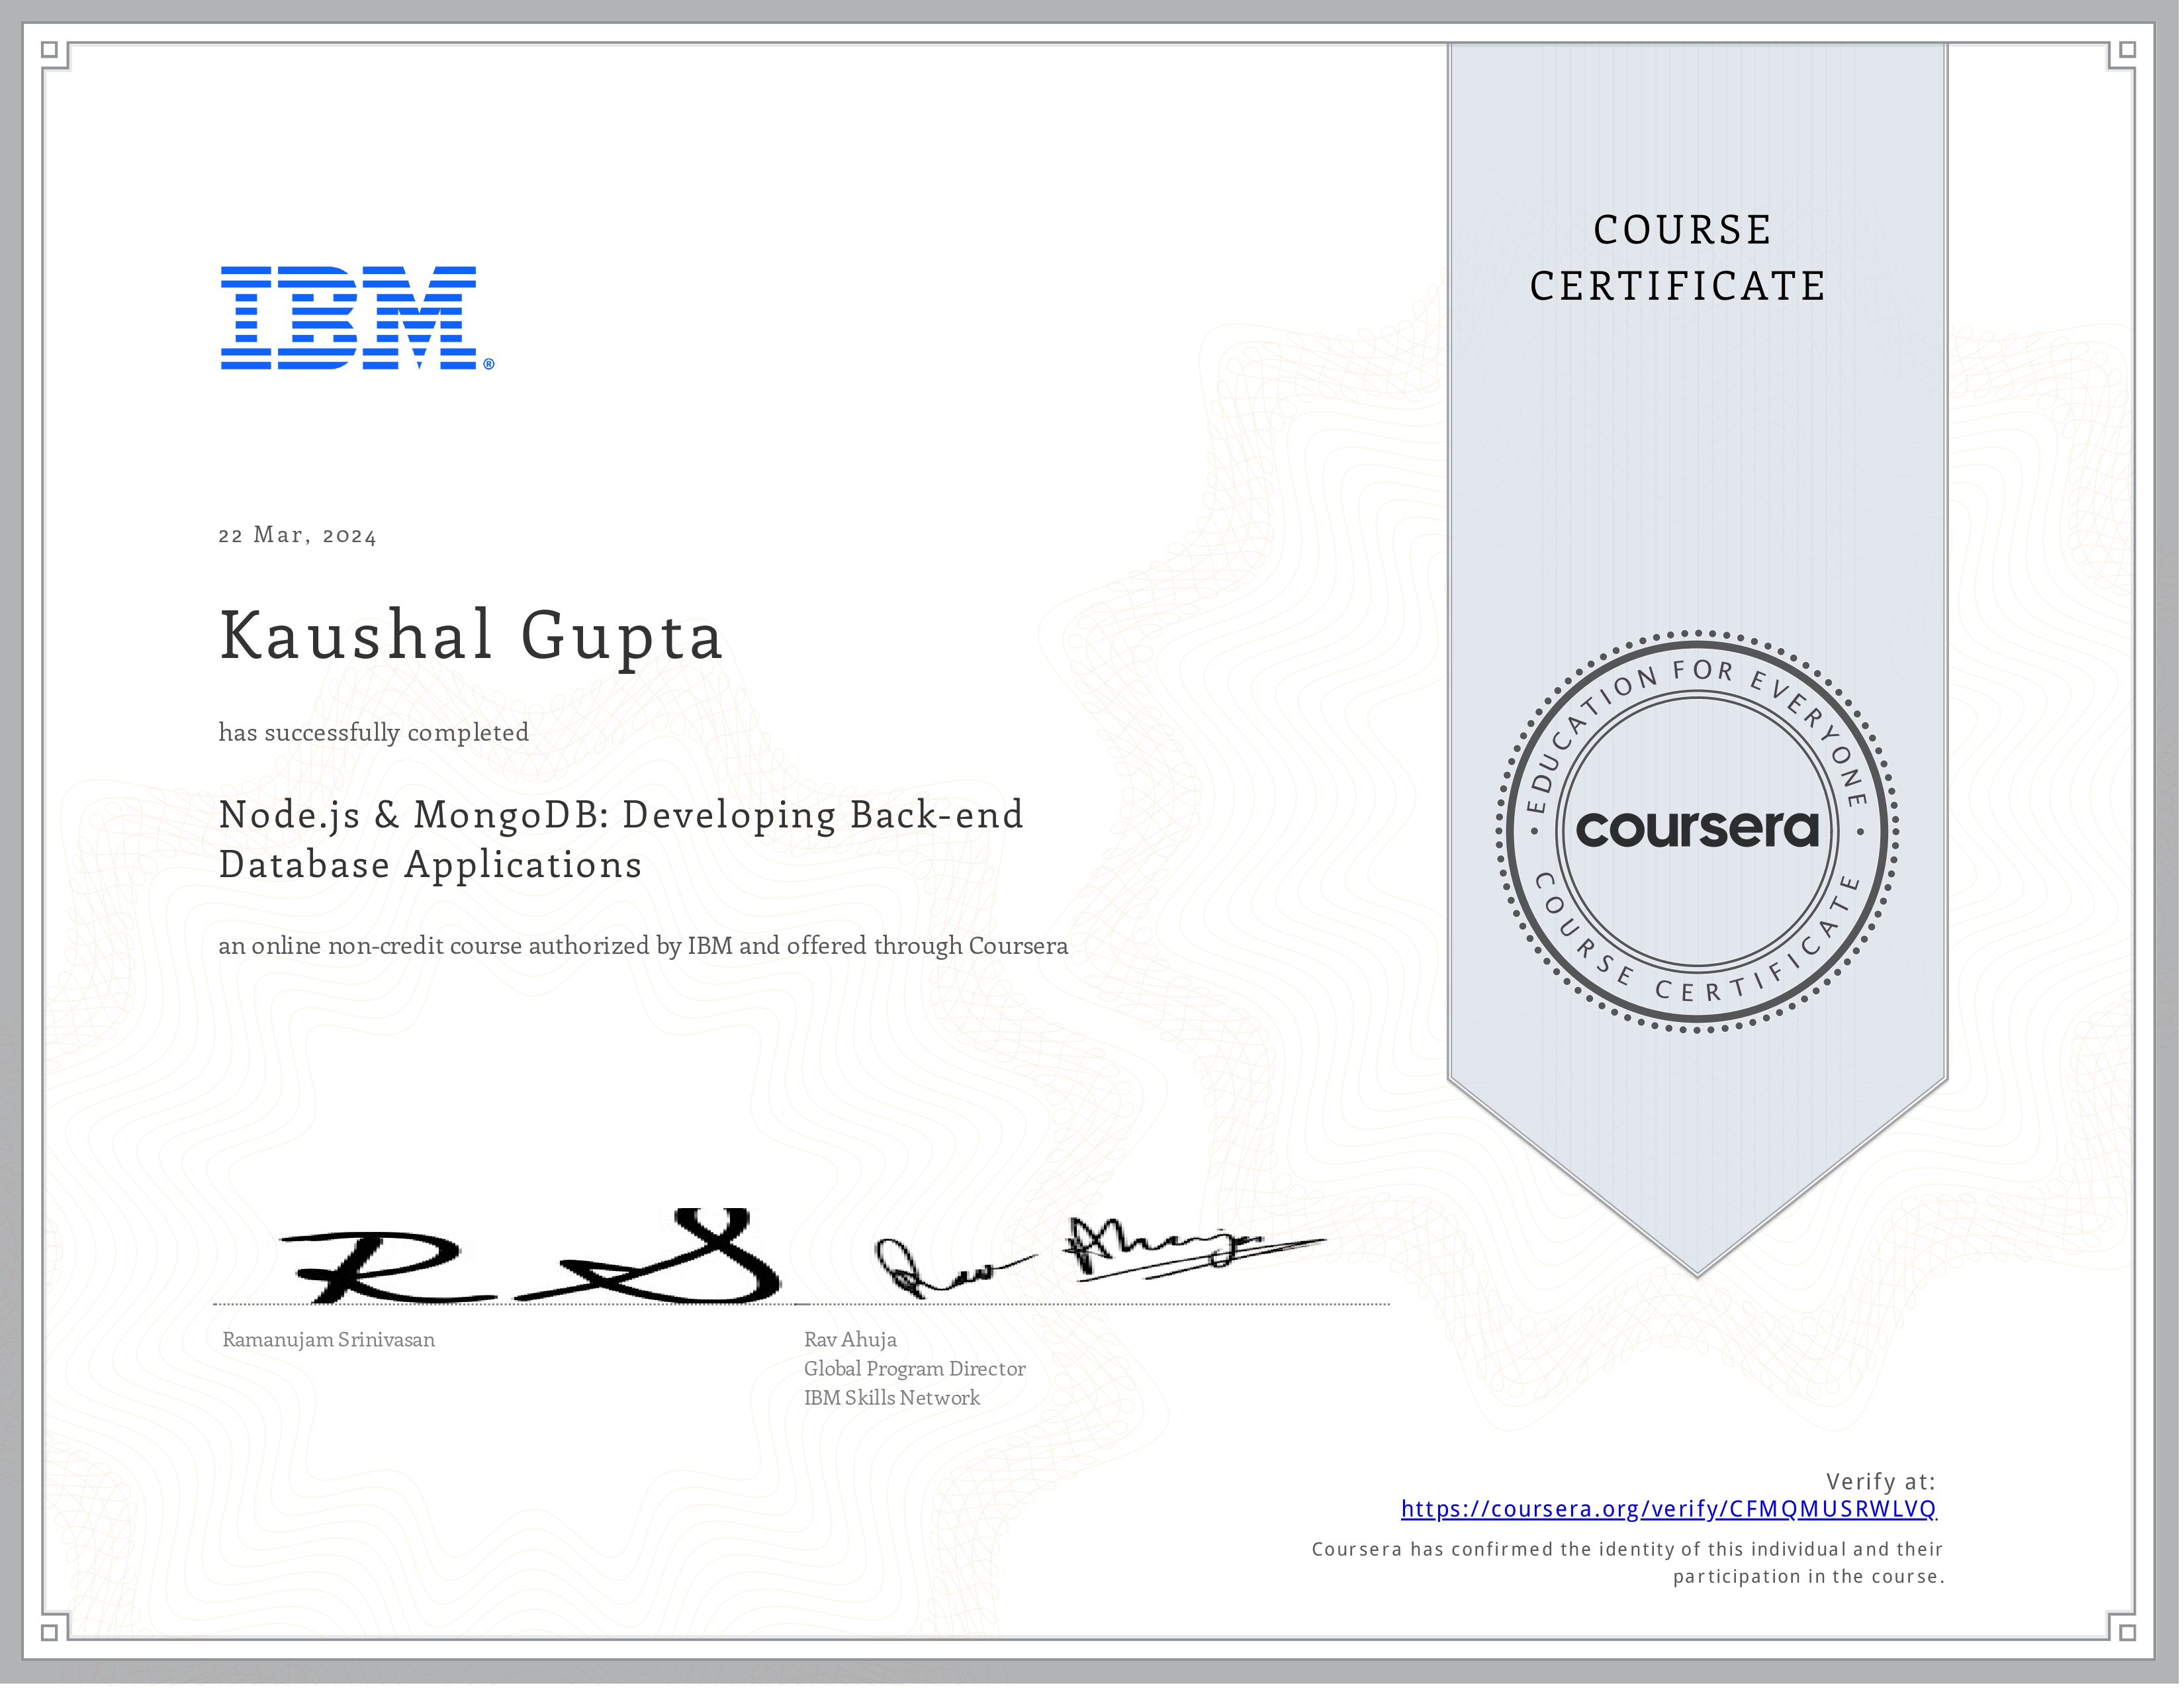 IBM®
COURSE
CERTIFICATE
22 Mar, 2024
Kaushal Gupta
has successfully completed
Node.js & MongoDB: Developing Back-end
Database Applications
an online non-credit course authorized by IBM and offered through Coursera
EDUCATION FOR EVERYONE
coursera
COURSE CERTIFICATE
R S
Rav Ahuja
Ramanujam Srinivasan
Rav Ahuja
Global Program Director
IBM Skills Network
Verify at:
https://coursera.org/verify/CFMQMUSRWLVQ
Coursera has confirmed the identity of this individual and their
participation in the course.